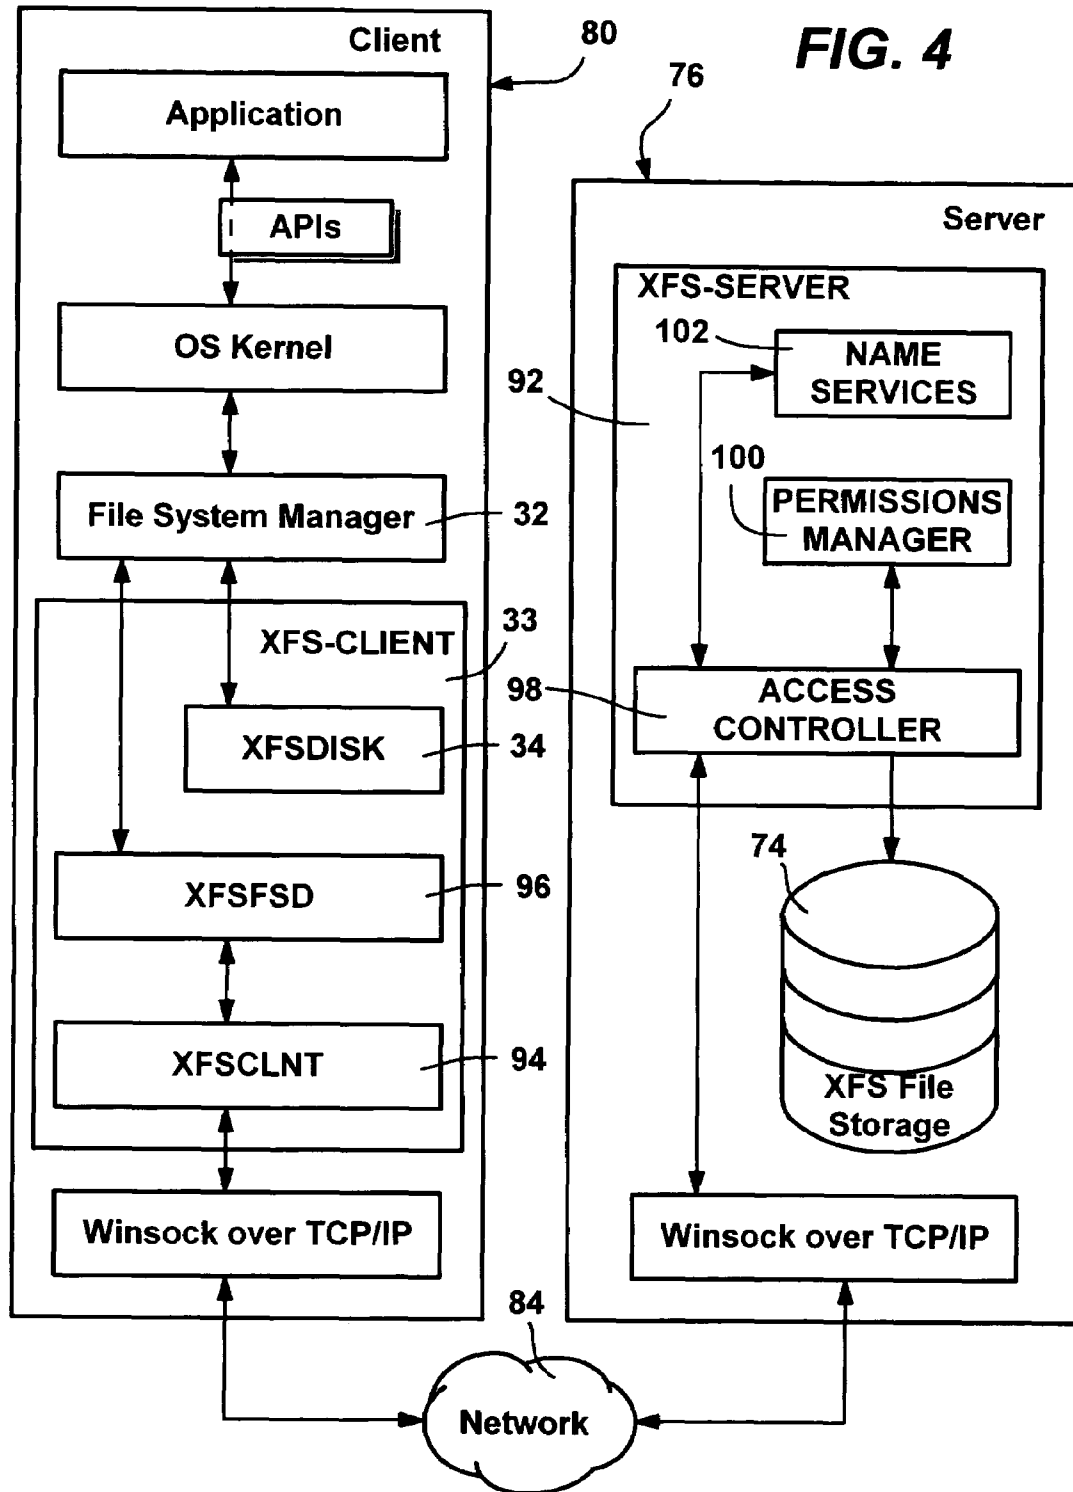 FIG. 4
Client
80
Application
APIs
OS Kernel
File System Manager
32
XFS-CLIENT
33
XFSDISK
34
XFSFSD
96
XFSCLNT
94
Winsock over TCP/IP
76
Server
XFS-SERVER
102
NAME
SERVICES
92
100
PERMISSIONS
MANAGER
98
ACCESS
CONTROLLER
74
XFS File
Storage
Winsock over TCP/IP
84
Network